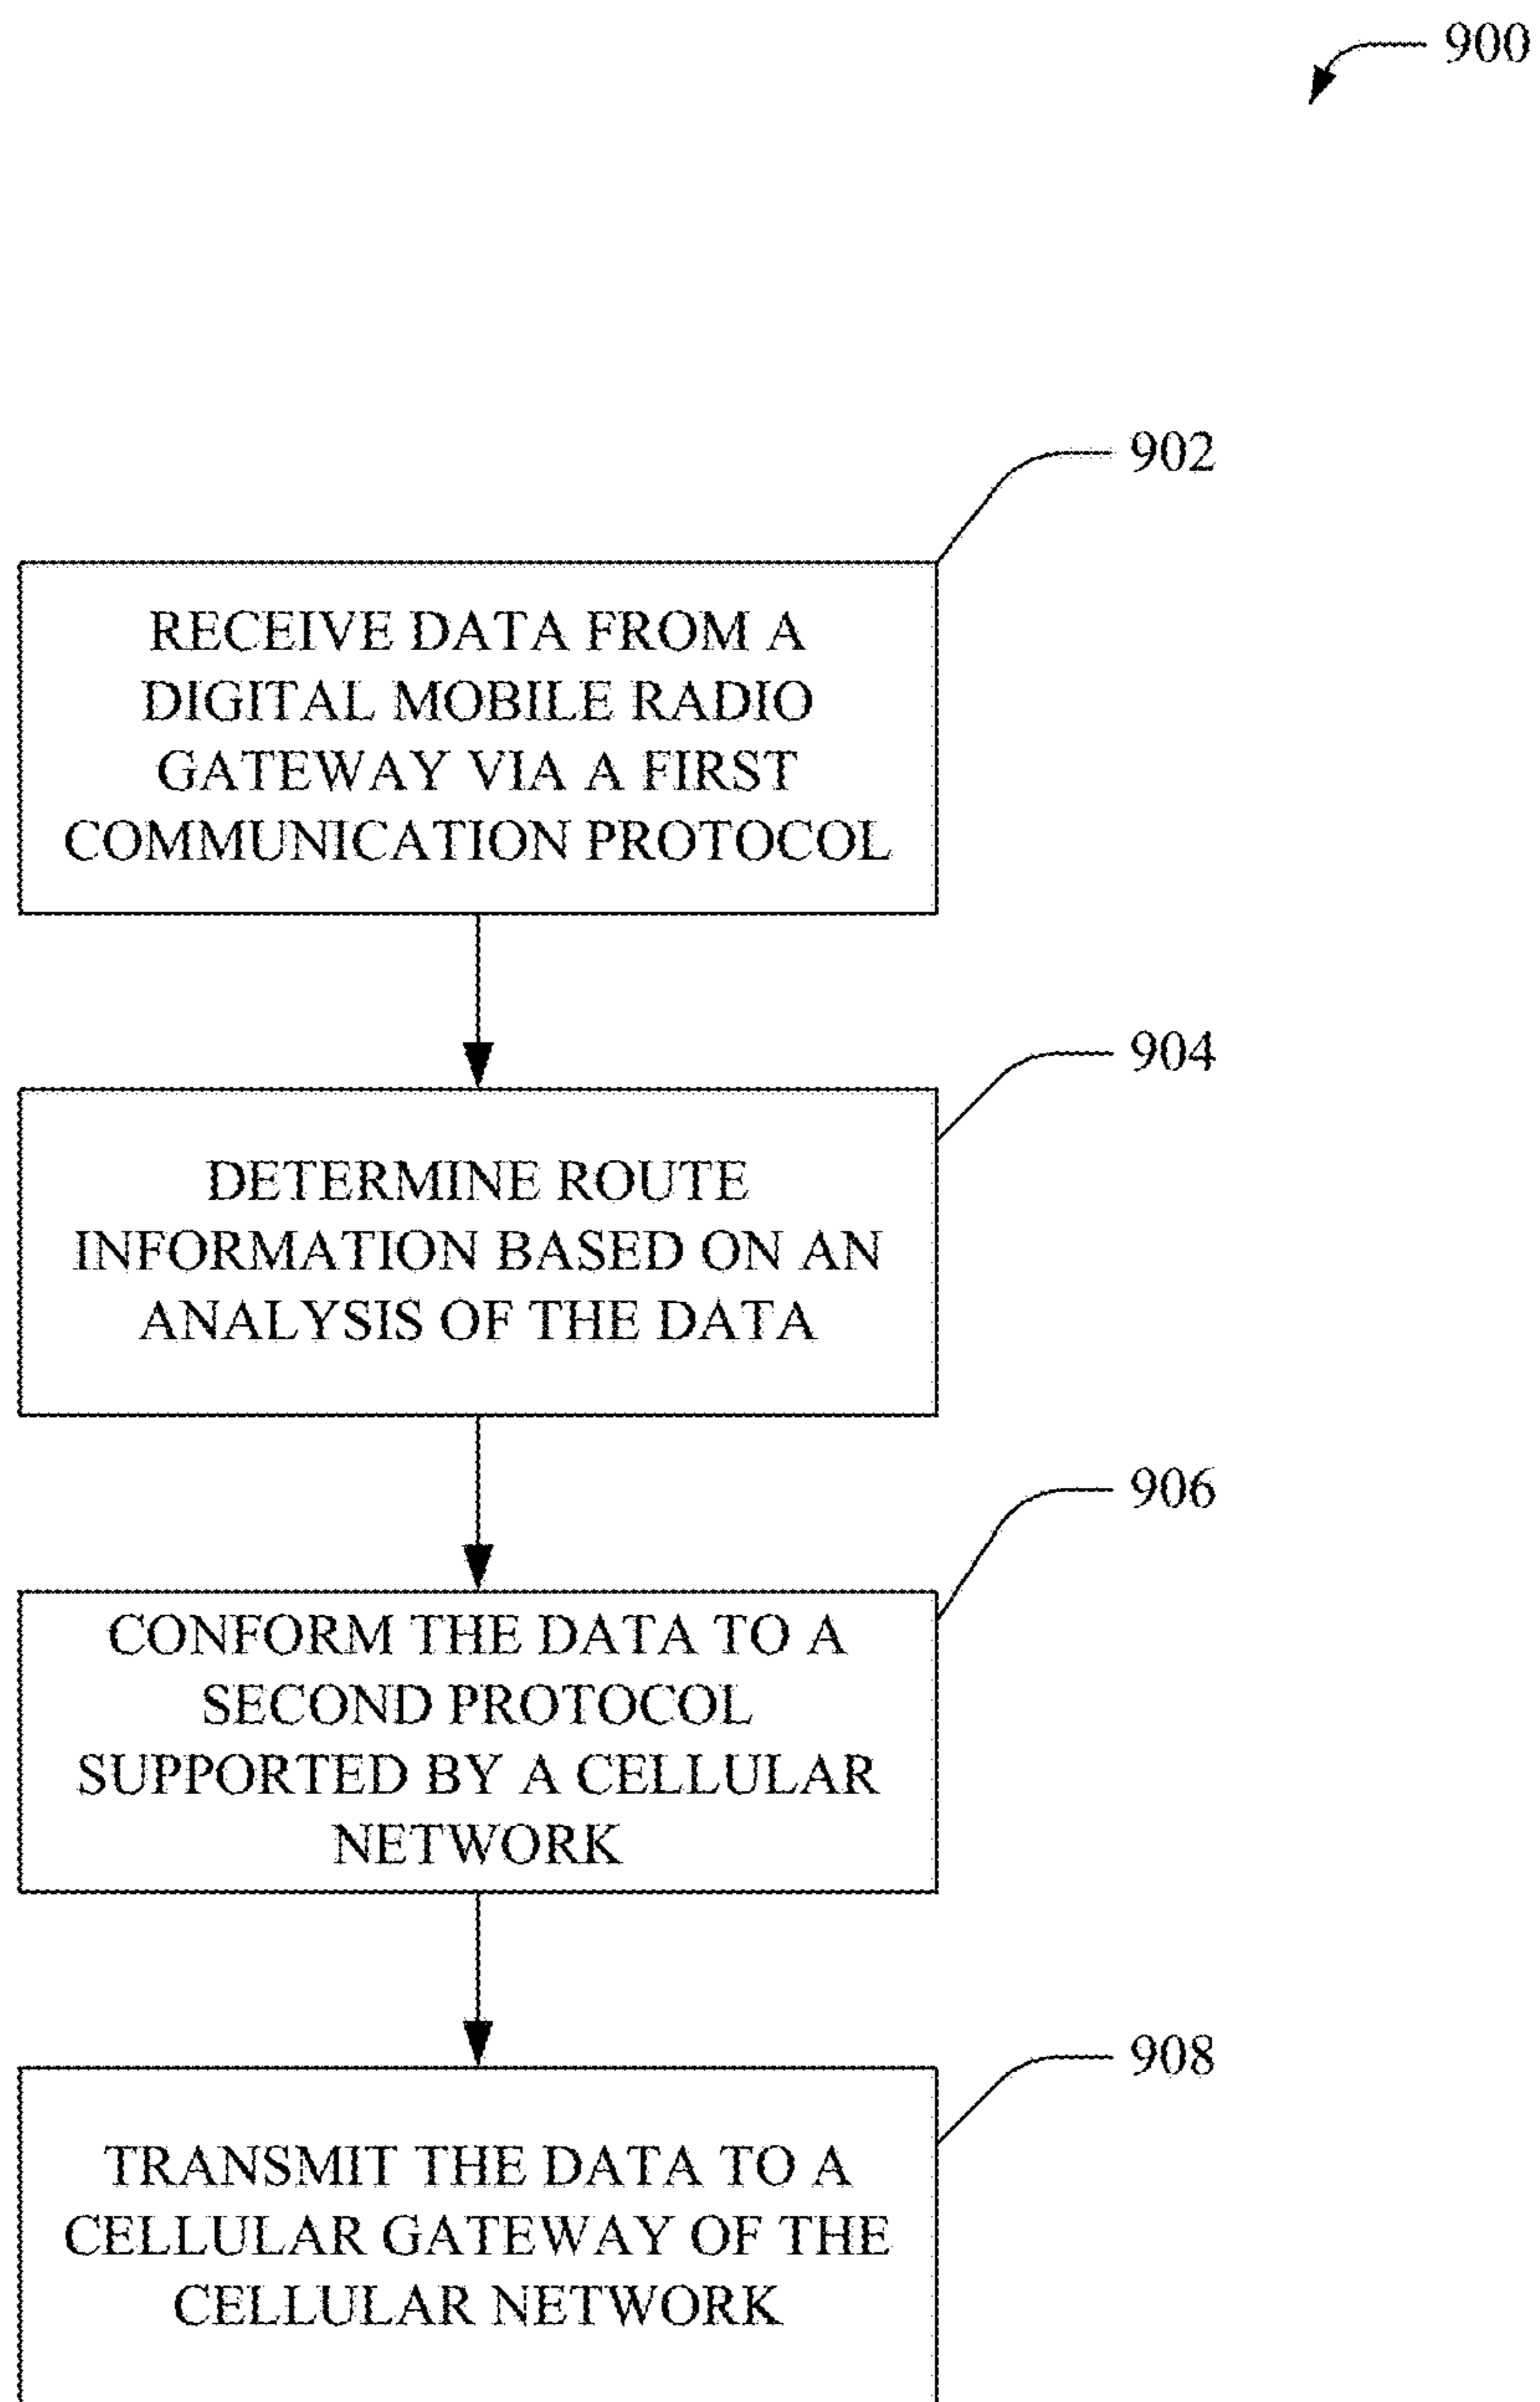 900
902
RECEIVE DATA FROM A
DIGITAL MOBILE RADIO
GATEWAY VIA A FIRST
COMMUNICATION PROTOCOL
904
DETERMINE ROUTE
INFORMATION BASED ON AN
ANALYSIS OF THE DATA
906
CONFORM THE DATA TO A
SECOND PROTOCOL
SUPPORTED BY A CELLULAR
NETWORK
908
TRANSMIT THE DATA TO A
CELLULAR GATEWAY OF THE
CELLULAR NETWORK